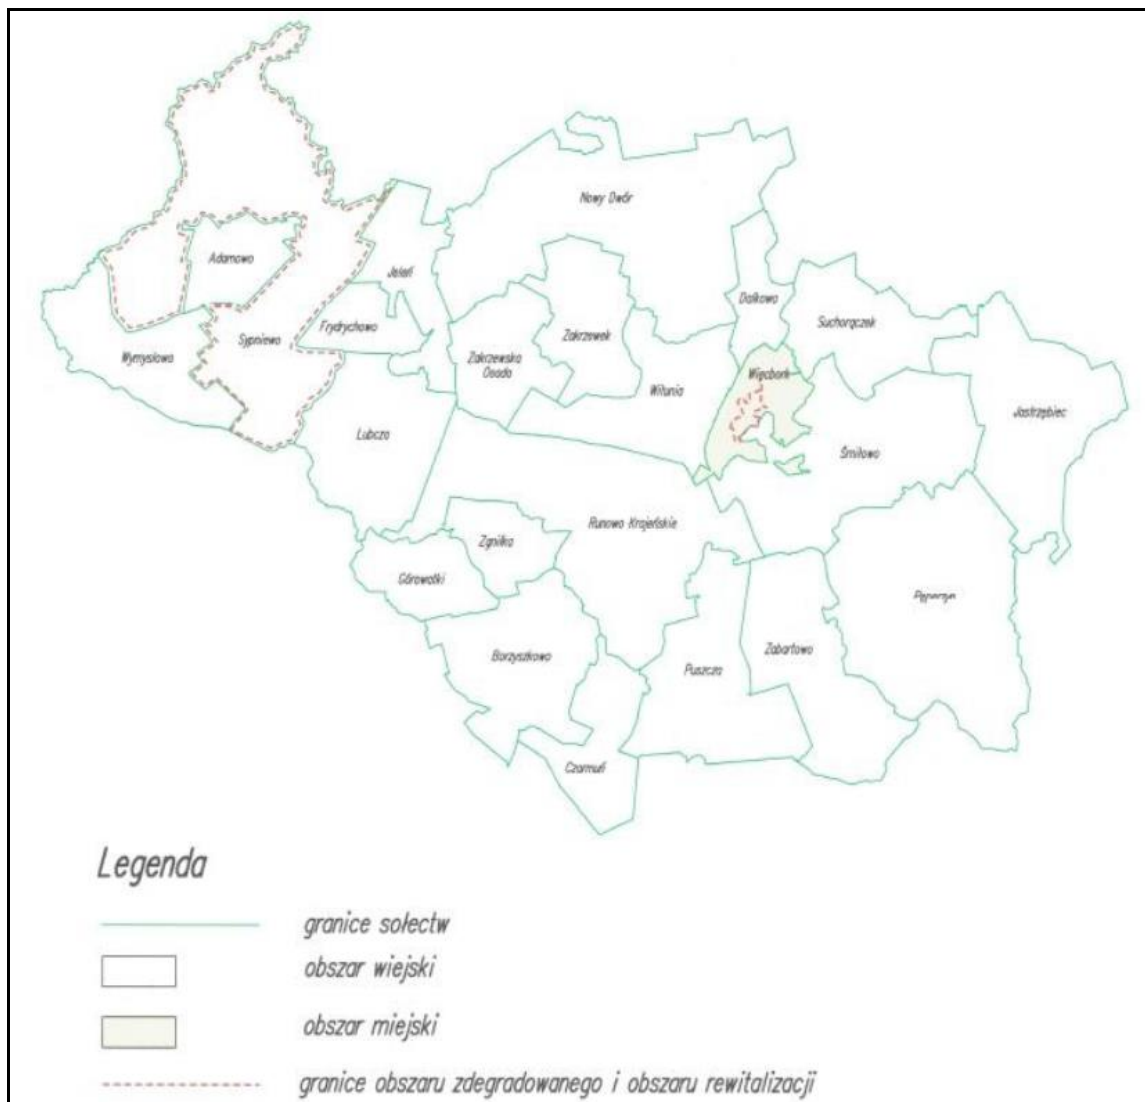 Nowy Dwór
Adamowo
Jeleń
Dalkowo
Suchorączek
Frydrychowo
Zakrzewek
Wymysłowo
Sypniewo
Zakrzewska
Osada
Witunia
Więcbork
Jastrzębiec
Lubcza
Śmiłowo
Runowo Krajeńskie
Zgniłka
Górowatki
Pęperzyn
Borzyszkowo
Puszcza
Zabartowo
Czarmuń
Legenda
granice sołectw
obszar wiejski
obszar miejski
granice obszaru zdegradowanego i obszaru rewitalizacji